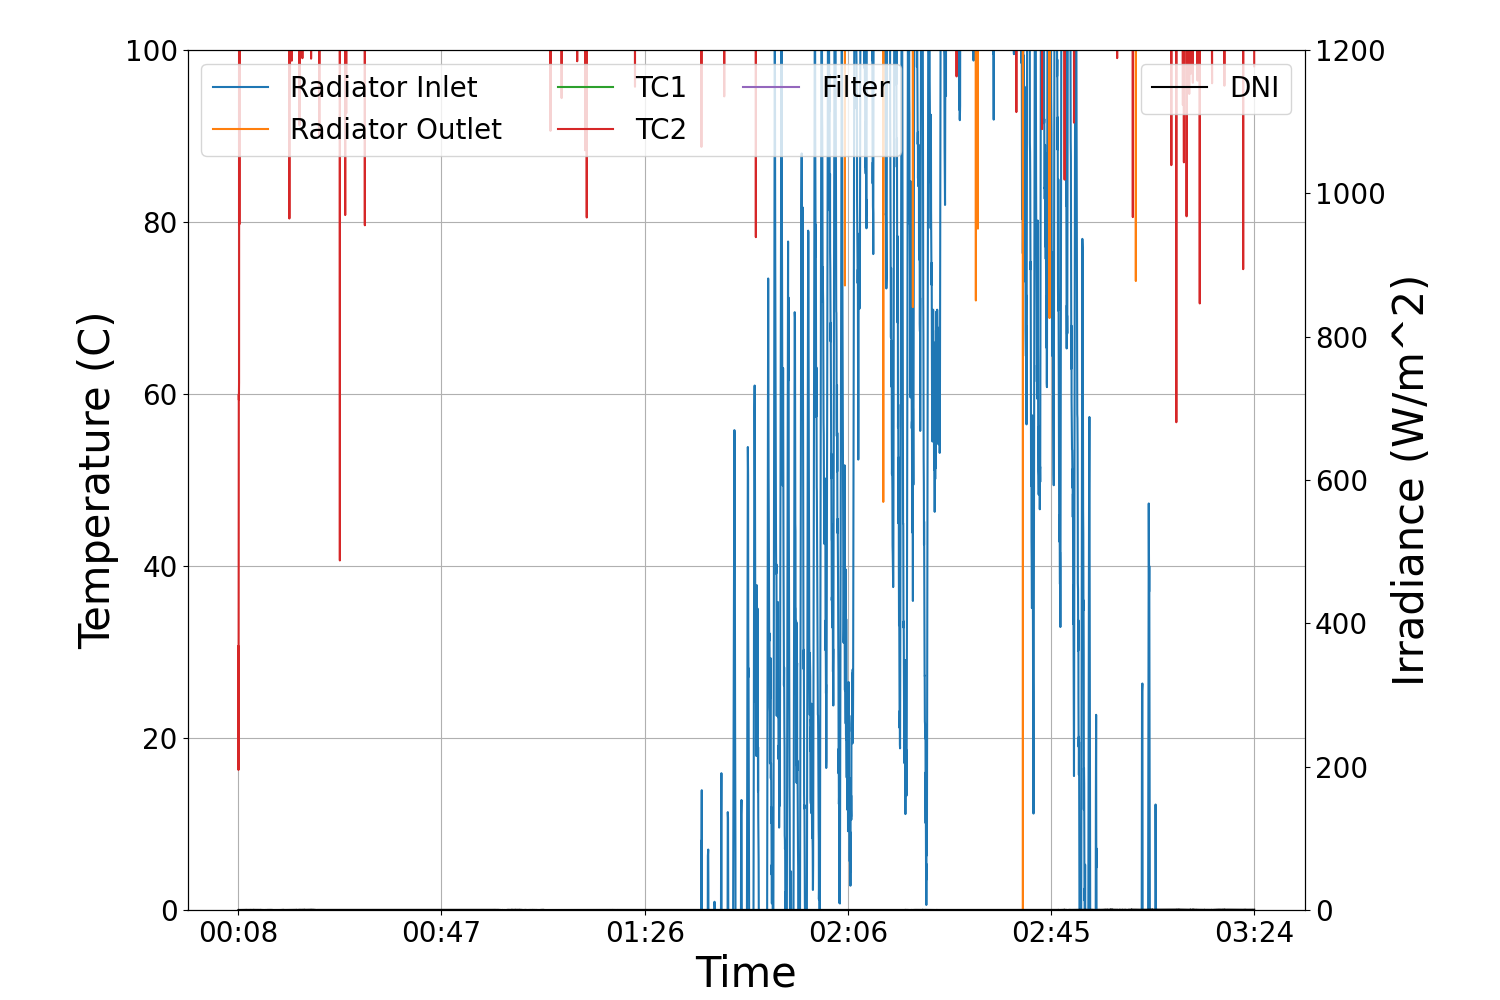 100
80
60
40
20
0
Temperature (C)
Radiator Inlet
Radiator Outlet
TC1
TC2
Filter
DNI
1200
1000
800
600
400
200
0
Irradiance (W/m^2)
00:08 00:47 01:26 02:06 02:45 03:24
Time